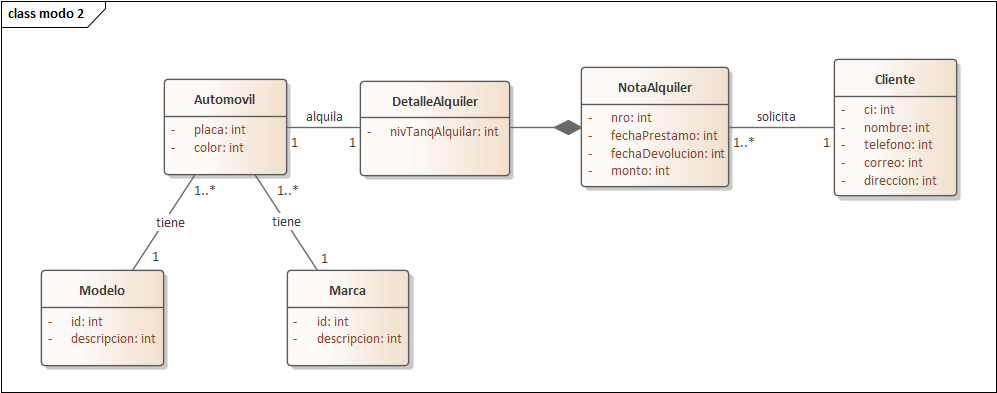 class modo 2
Automovil
- placa: int
- color: int
alquila
1
1
DetalleAlquiler
- nivTanqAlquilar: int
NotaAlquiler
- nro: int
- fechaPrestamo: int
- fechaDevolucion: int
- monto: int
solicita
1..*
1
Cliente
- ci: int
- nombre: int
- telefono: int
- correo: int
- direccion: int
1..*
1..*
tiene
tiene
1
1
Modelo
- id: int
- descripcion: int
Marca
- id: int
- descripcion: int